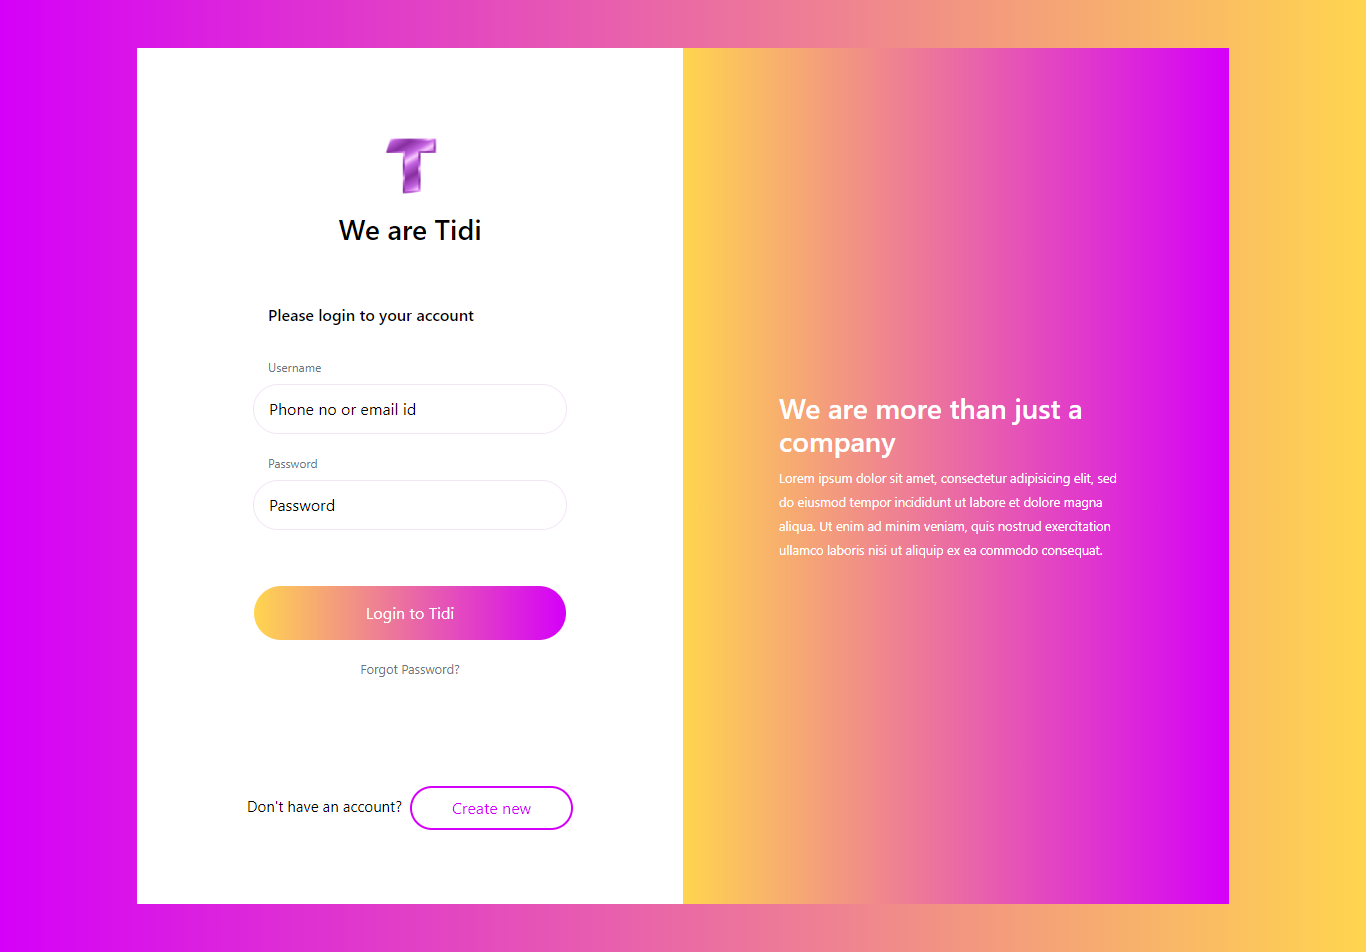 T
We are Tidi
Please login to your account
Username
Phone no or email id
Password
Password
Login to Tidi
Forgot Password?
Don't have an account?
Create new
We are more than just a
company
Lorem ipsum dolor sit amet, consectetur adipisicing elit, sed
do eiusmod tempor incididunt ut labore et dolore magna
aliqua. Ut enim ad minim veniam, quis nostrud exercitation
ullamco laboris nisi ut aliquip ex ea commodo consequat.